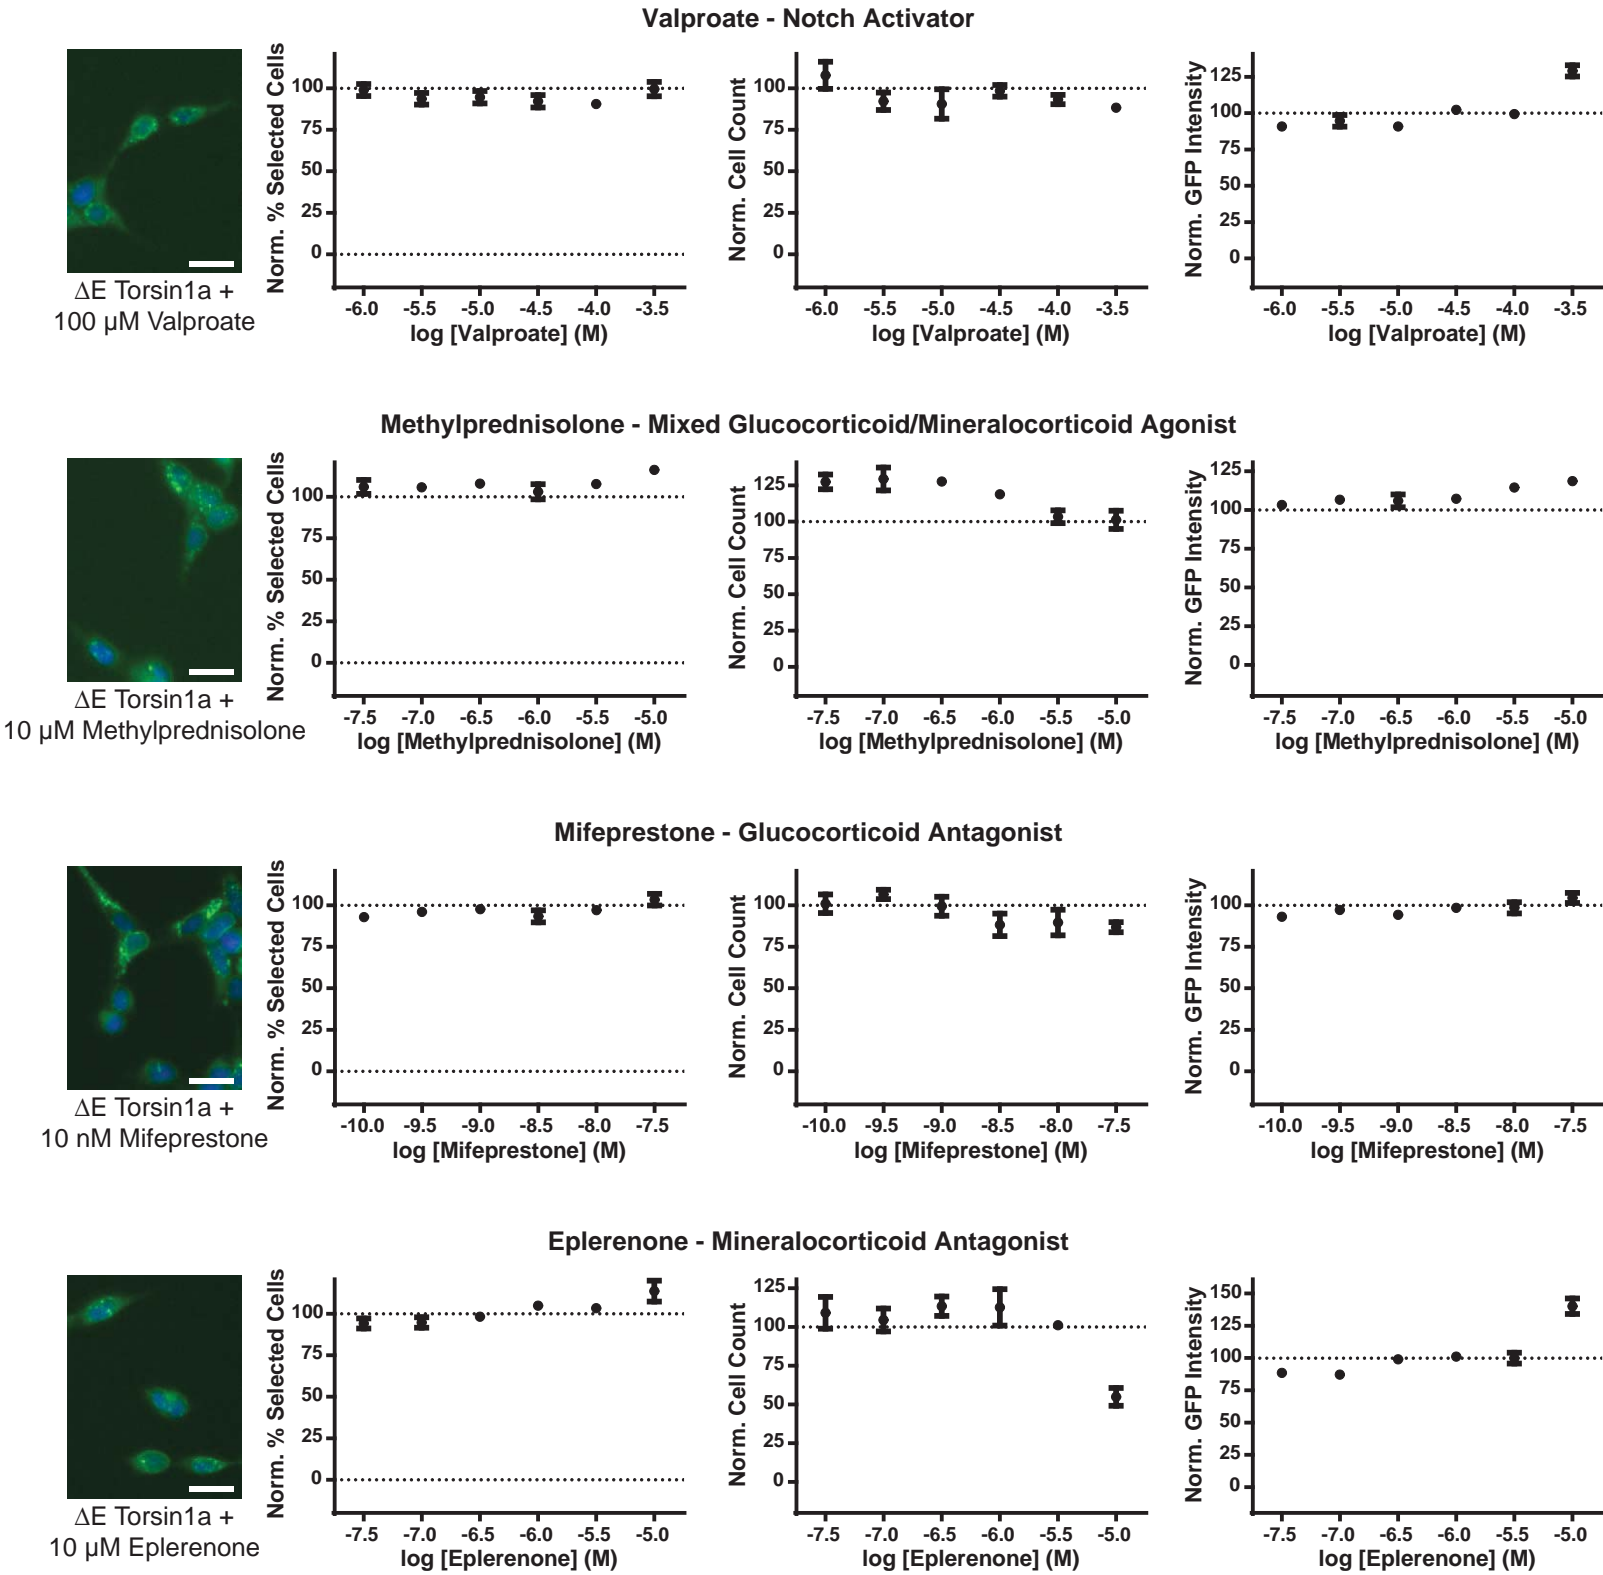 Valproate - Notch Activator
Norm. % Selected Cells
100
75
50
25
0
-6.0 -5.5 -5.0 -4.5 -4.0 -3.5
log [Valproate] (M)
Norm. Cell Count
100
75
50
25
0
-6.0 -5.5 -5.0 -4.5 -4.0 -3.5
log [Valproate] (M)
Norm. GFP Intensity
125
100
75
50
25
0
-6.0 -5.5 -5.0 -4.5 -4.0 -3.5
log [Valproate] (M)
ΔE Torsin1a +
100 µM Valproate
Methylprednisolone - Mixed Glucocorticoid/Mineralocorticoid Agonist
Norm. % Selected Cells
100
75
50
25
0
-7.5 -7.0 -6.5 -6.0 -5.5 -5.0
log [Methylprednisolone] (M)
Norm. Cell Count
125
100
75
50
25
0
-7.5 -7.0 -6.5 -6.0 -5.5 -5.0
log [Methylprednisolone] (M)
Norm. GFP Intensity
125
100
75
50
25
0
-7.5 -7.0 -6.5 -6.0 -5.5 -5.0
log [Methylprednisolone] (M)
ΔE Torsin1a +
10 µM Methylprednisolone
Mifeprestone - Glucocorticoid Antagonist
Norm. % Selected Cells
100
75
50
25
0
-10.0 -9.5 -9.0 -8.5 -8.0 -7.5
log [Mifeprestone] (M)
Norm. Cell Count
100
75
50
25
0
-10.0 -9.5 -9.0 -8.5 -8.0 -7.5
log [Mifeprestone] (M)
Norm. GFP Intensity
100
75
50
25
0
-10.0 -9.5 -9.0 -8.5 -8.0 -7.5
log [Mifeprestone] (M)
ΔE Torsin1a +
10 nM Mifeprestone
Eplerenone - Mineralocorticoid Antagonist
Norm. % Selected Cells
100
75
50
25
0
-7.5 -7.0 -6.5 -6.0 -5.5 -5.0
log [Eplerenone] (M)
Norm. Cell Count
125
100
75
50
25
0
-7.5 -7.0 -6.5 -6.0 -5.5 -5.0
log [Eplerenone] (M)
Norm. GFP Intensity
150
125
100
75
50
25
0
-7.5 -7.0 -6.5 -6.0 -5.5 -5.0
log [Eplerenone] (M)
ΔE Torsin1a +
10 µM Eplerenone